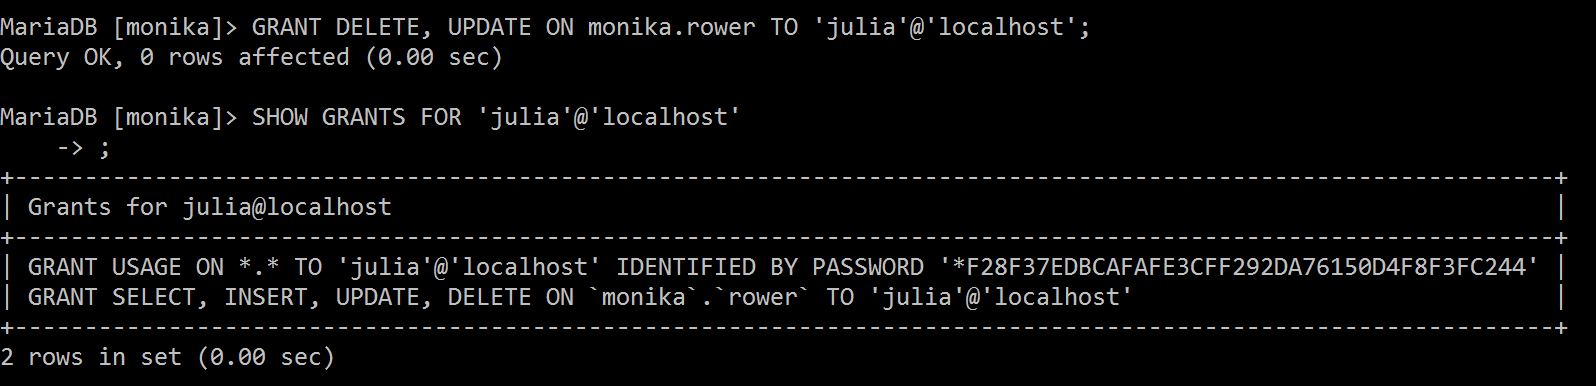 MariaDB [monika]> GRANT DELETE, UPDATE ON monika.rower TO 'julia'@'localhost';
Query OK, 0 rows affected (0.00 sec)
MariaDB [monika]> SHOW GRANTS FOR 'julia'@'localhost'
    -> ;
+--------------------------------------------------------------------------------------------------------------+
| Grants for julia@localhost                                                                                   |
+--------------------------------------------------------------------------------------------------------------+
| GRANT USAGE ON *.* TO 'julia'@'localhost' IDENTIFIED BY PASSWORD '*F28F37EDBCAFAFE3CFF292DA76150D4F8F3FC244' |
| GRANT SELECT, INSERT, UPDATE, DELETE ON `monika`.`rower` TO 'julia'@'localhost'                              |
+--------------------------------------------------------------------------------------------------------------+
2 rows in set (0.00 sec)